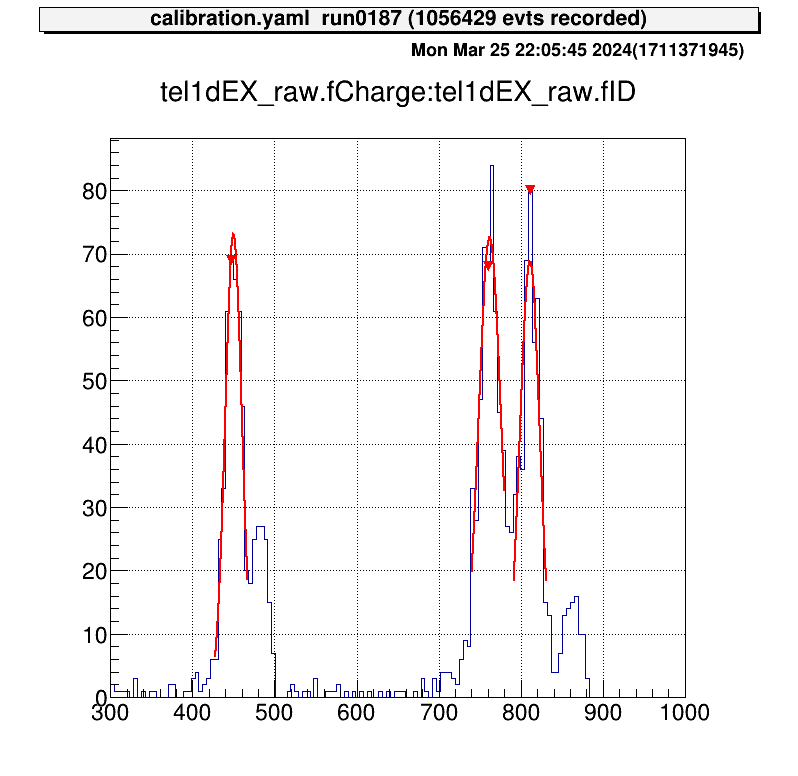 calibration.yaml run0187 (1056429 evts recorded)
Mon Mar 25 22:05:45 2024(1711371945)
tel1dEX_raw.fCharge:tel1dEX_raw.fID
80
70
60
50
40
30
20
10
0
300 400 500 600 700 800 900 1000